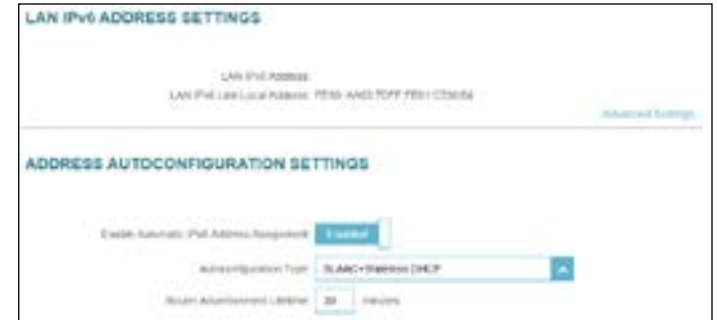 LAN IPv6 ADDRESS SETTINGS
LAN IPv6 Address:
LAN IPv6 Link-Local Address:
Advanced Settings...
ADDRESS AUTOCONFIGURATION SETTINGS
Enable Automatic IPv6 Address Assignment: Enabled
Autoconfiguration Type: SLAAC+Stateless DHCP
Router Advertisement Lifetime: minutes